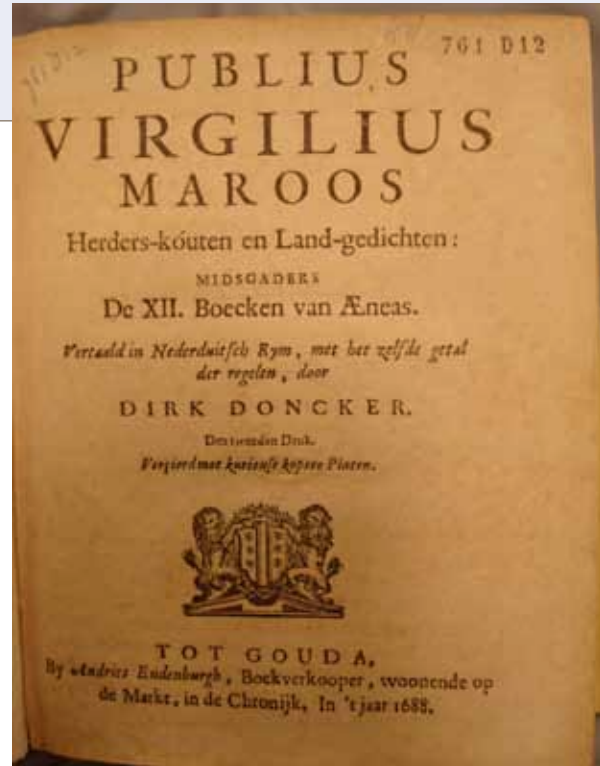 761 D12
PUBLIUS
VIRGILIUS
MAROOS
Herders-kóuten en Land-gedichten:
MIDSGADERS
De XII. Boecken van Æneas.
Vertaald in Nederduitsch Rym, met het zelfde getal
der regelen, door
DIRK DONCKER.
Den tweeden Druk.
Verçierd met kurieuse kopere Platen.
TOT GOUDA,
By Andries Endenburgh, Boekverkooper, woonende op
de Markt, in de Chronijk, In 't jaar 1688.